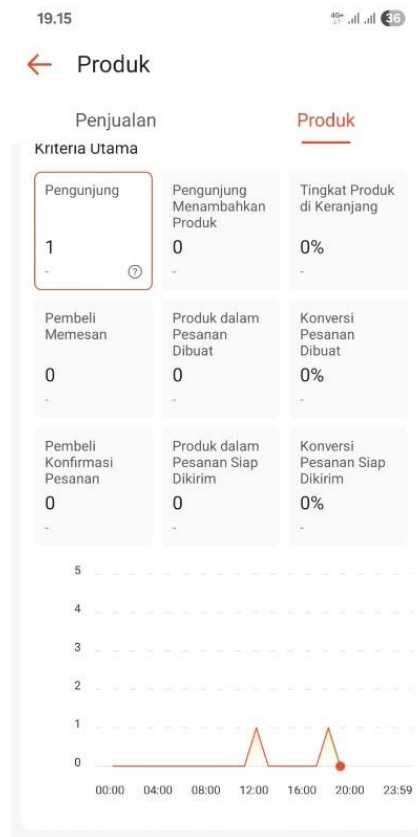 19.15
4G+
36
Produk
Penjualan
Produk
Kriteria Utama
Pengunjung
1
-
Pengunjung
Menambahkan
Produk
0
-
Tingkat Produk
di Keranjang
0%
-
Pembeli
Memesan
0
-
Produk dalam
Pesanan
Dibuat
0
-
Konversi
Pesanan
Dibuat
0%
-
Pembeli
Konfirmasi
Pesanan
0
-
Produk dalam
Pesanan Siap
Dikirim
0
-
Konversi
Pesanan Siap
Dikirim
0%
-
5
4
3
2
1
0
00:00 04:00 08:00 12:00 16:00 20:00 23:59